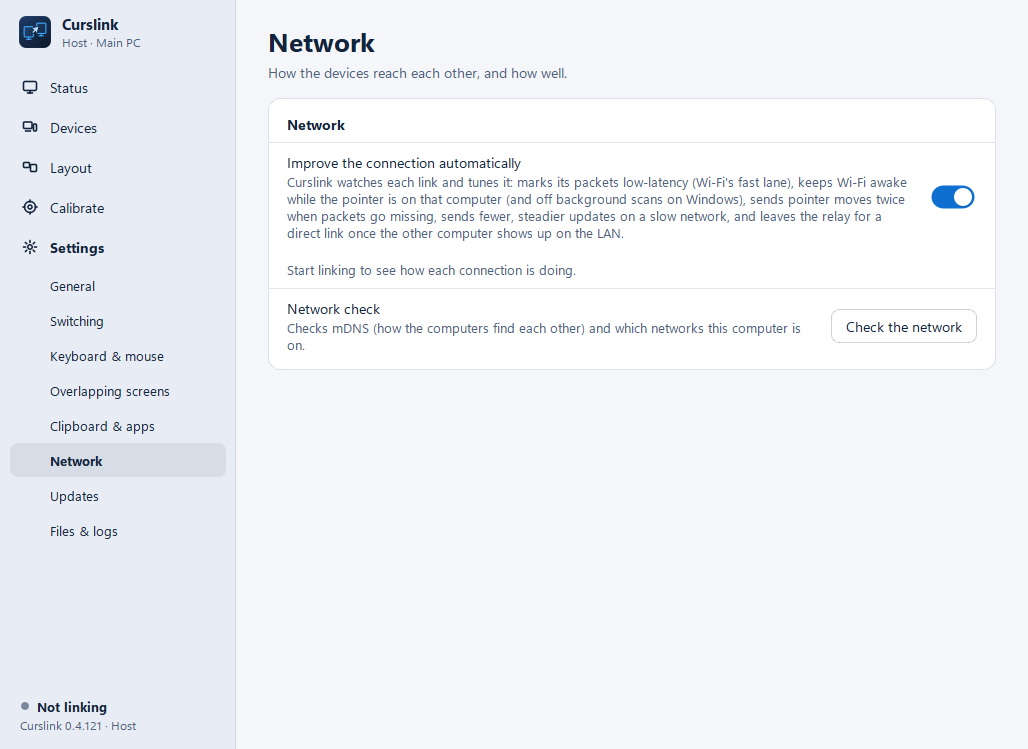 Curslink
Host · Main PC
Status
Devices
Layout
Calibrate
Settings
General
Switching
Keyboard & mouse
Overlapping screens
Clipboard & apps
Network
Updates
Files & logs
Not linking
Curslink 0.4.121 · Host
Network
How the devices reach each other, and how well.
Network
Improve the connection automatically
Curslink watches each link and tunes it: marks its packets low-latency (Wi-Fi's fast lane), keeps Wi-Fi awake
while the pointer is on that computer (and off background scans on Windows), sends pointer moves twice
when packets go missing, sends fewer, steadier updates on a slow network, and leaves the relay for a
direct link once the other computer shows up on the LAN.
Start linking to see how each connection is doing.
Network check
Checks mDNS (how the computers find each other) and which networks this computer is
on.
Check the network